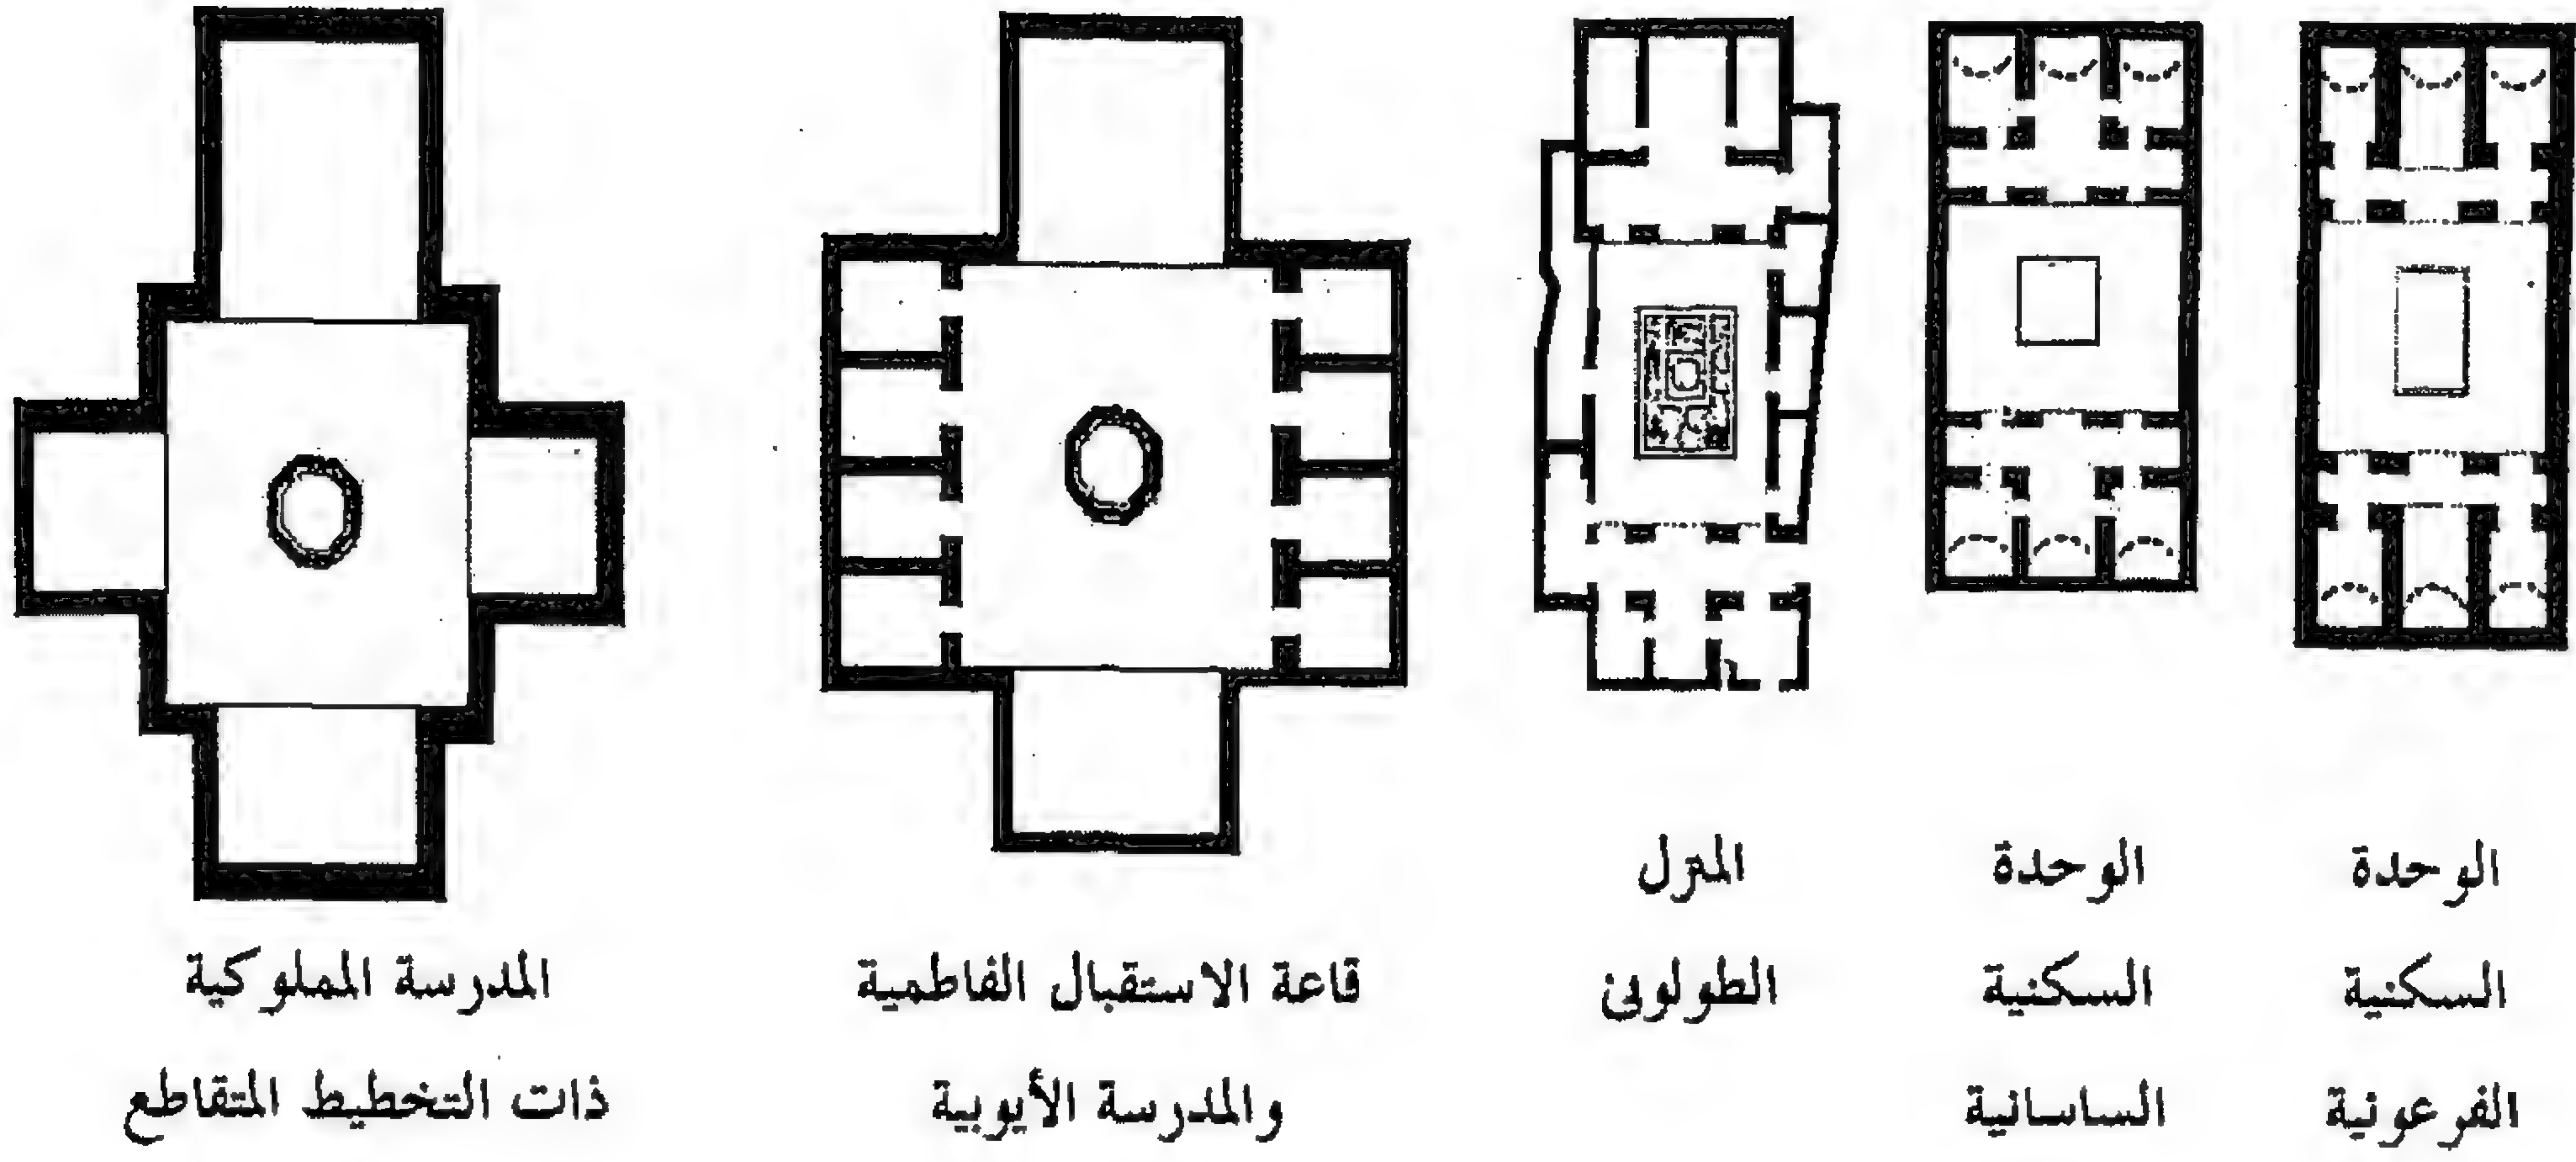 الوحدة
السكنية
الفرعونية
الوحدة
السكنية
الساسانية
المنزل
الطولونى
قاعة الاستقبال الفاطمية
والمدرسة الأيوبية
المدرسة المملوكية
ذات التخطيط المتقاطع